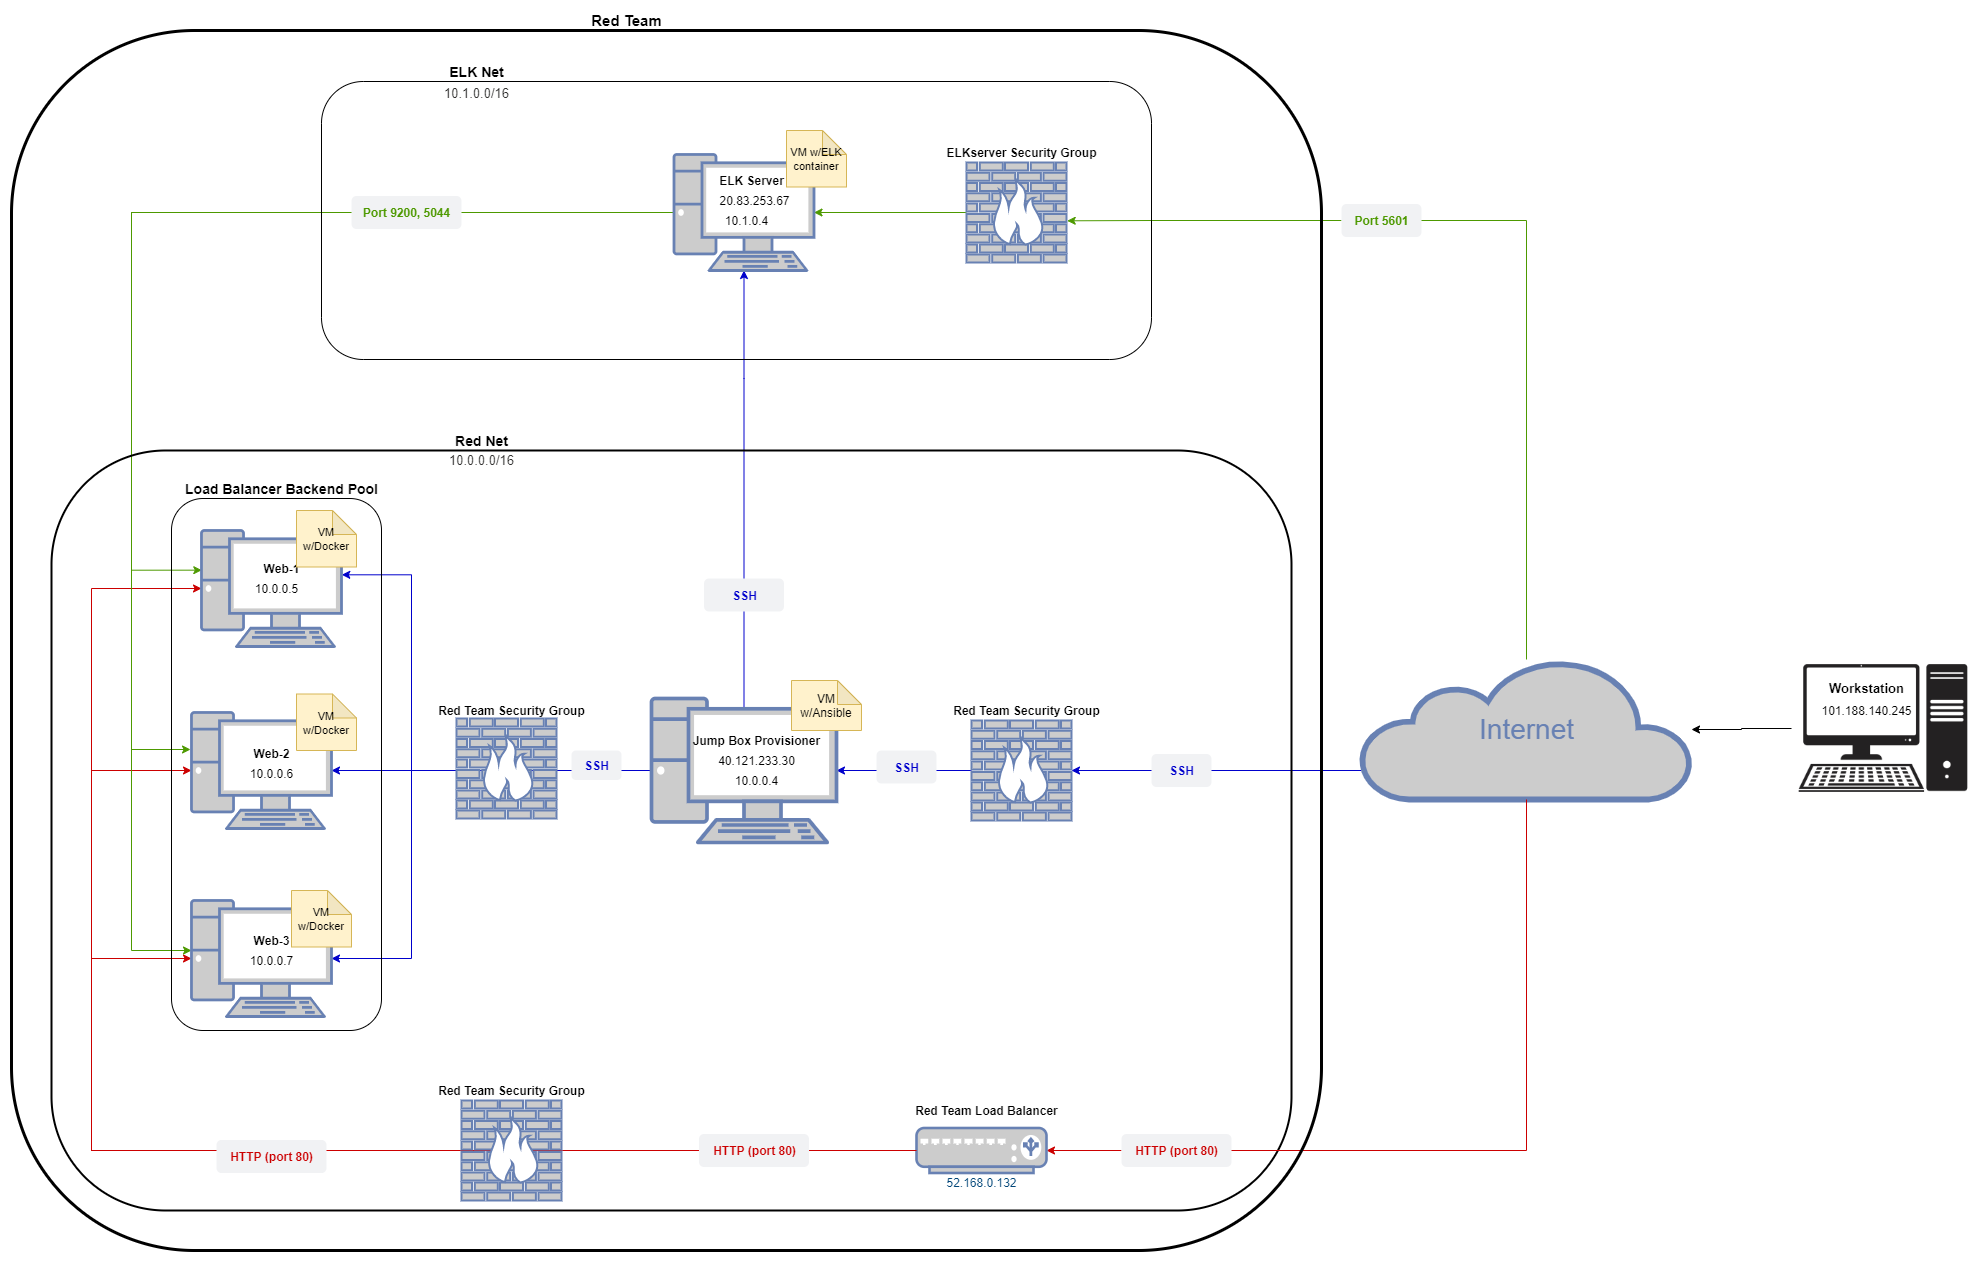 Red Team
ELK Net
10.1.0.0/16
VM w/ELK
container
ELK Server
20.83.253.67
10.1.0.4
ELKserver Security Group
Port 9200, 5044
Port 5601
Red Net
10.0.0.0/16
Load Balancer Backend Pool
VM
w/Docker
Web-1
10.0.0.5
SSH
VM
w/Docker
Web-2
10.0.0.6
Red Team Security Group
SSH
VM
w/Ansible
Jump Box Provisioner
40.121.233.30
10.0.0.4
SSH
Red Team Security Group
SSH
Internet
Workstation
101.188.140.245
VM
w/Docker
Web-3
10.0.0.7
Red Team Security Group
HTTP (port 80)
HTTP (port 80)
Red Team Load Balancer
52.168.0.132
HTTP (port 80)